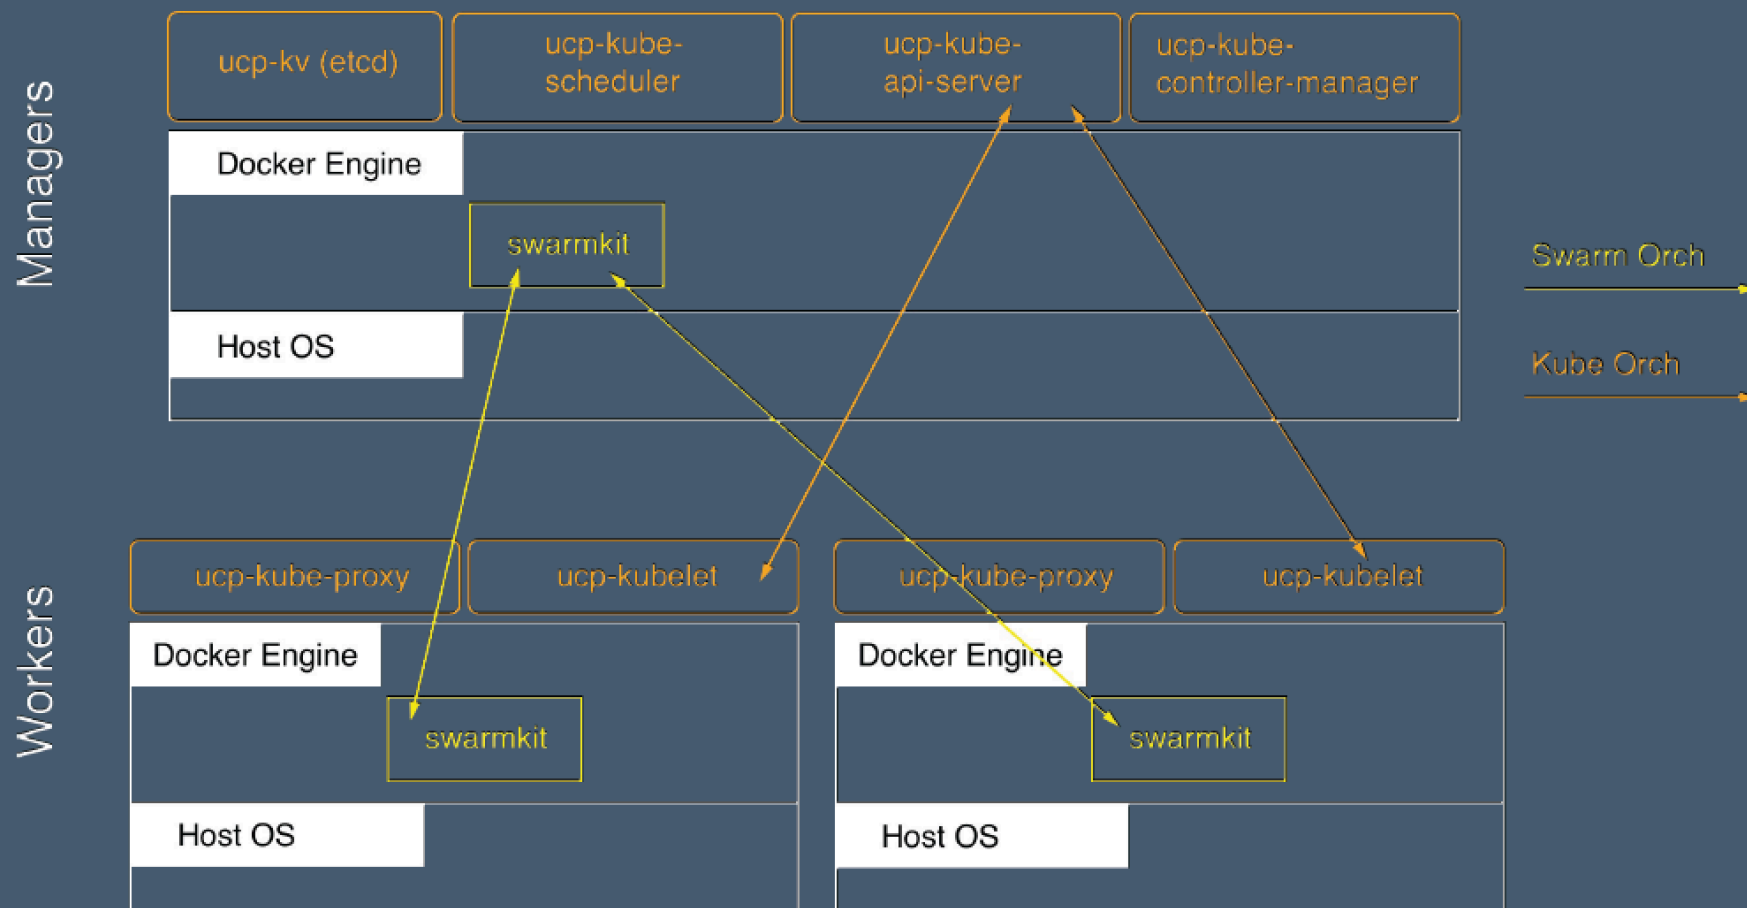 Managers
ucp-kv (etcd)
ucp-kube-
scheduler
ucp-kube-
api-server
ucp-kube-
controller-manager
Docker Engine
swarmkit
Host OS
Swarm Orch
Kube Orch
Workers
ucp-kube-proxy
ucp-kubelet
Docker Engine
swarmkit
Host OS
ucp-kube-proxy
ucp-kubelet
Docker Engine
swarmkit
Host OS